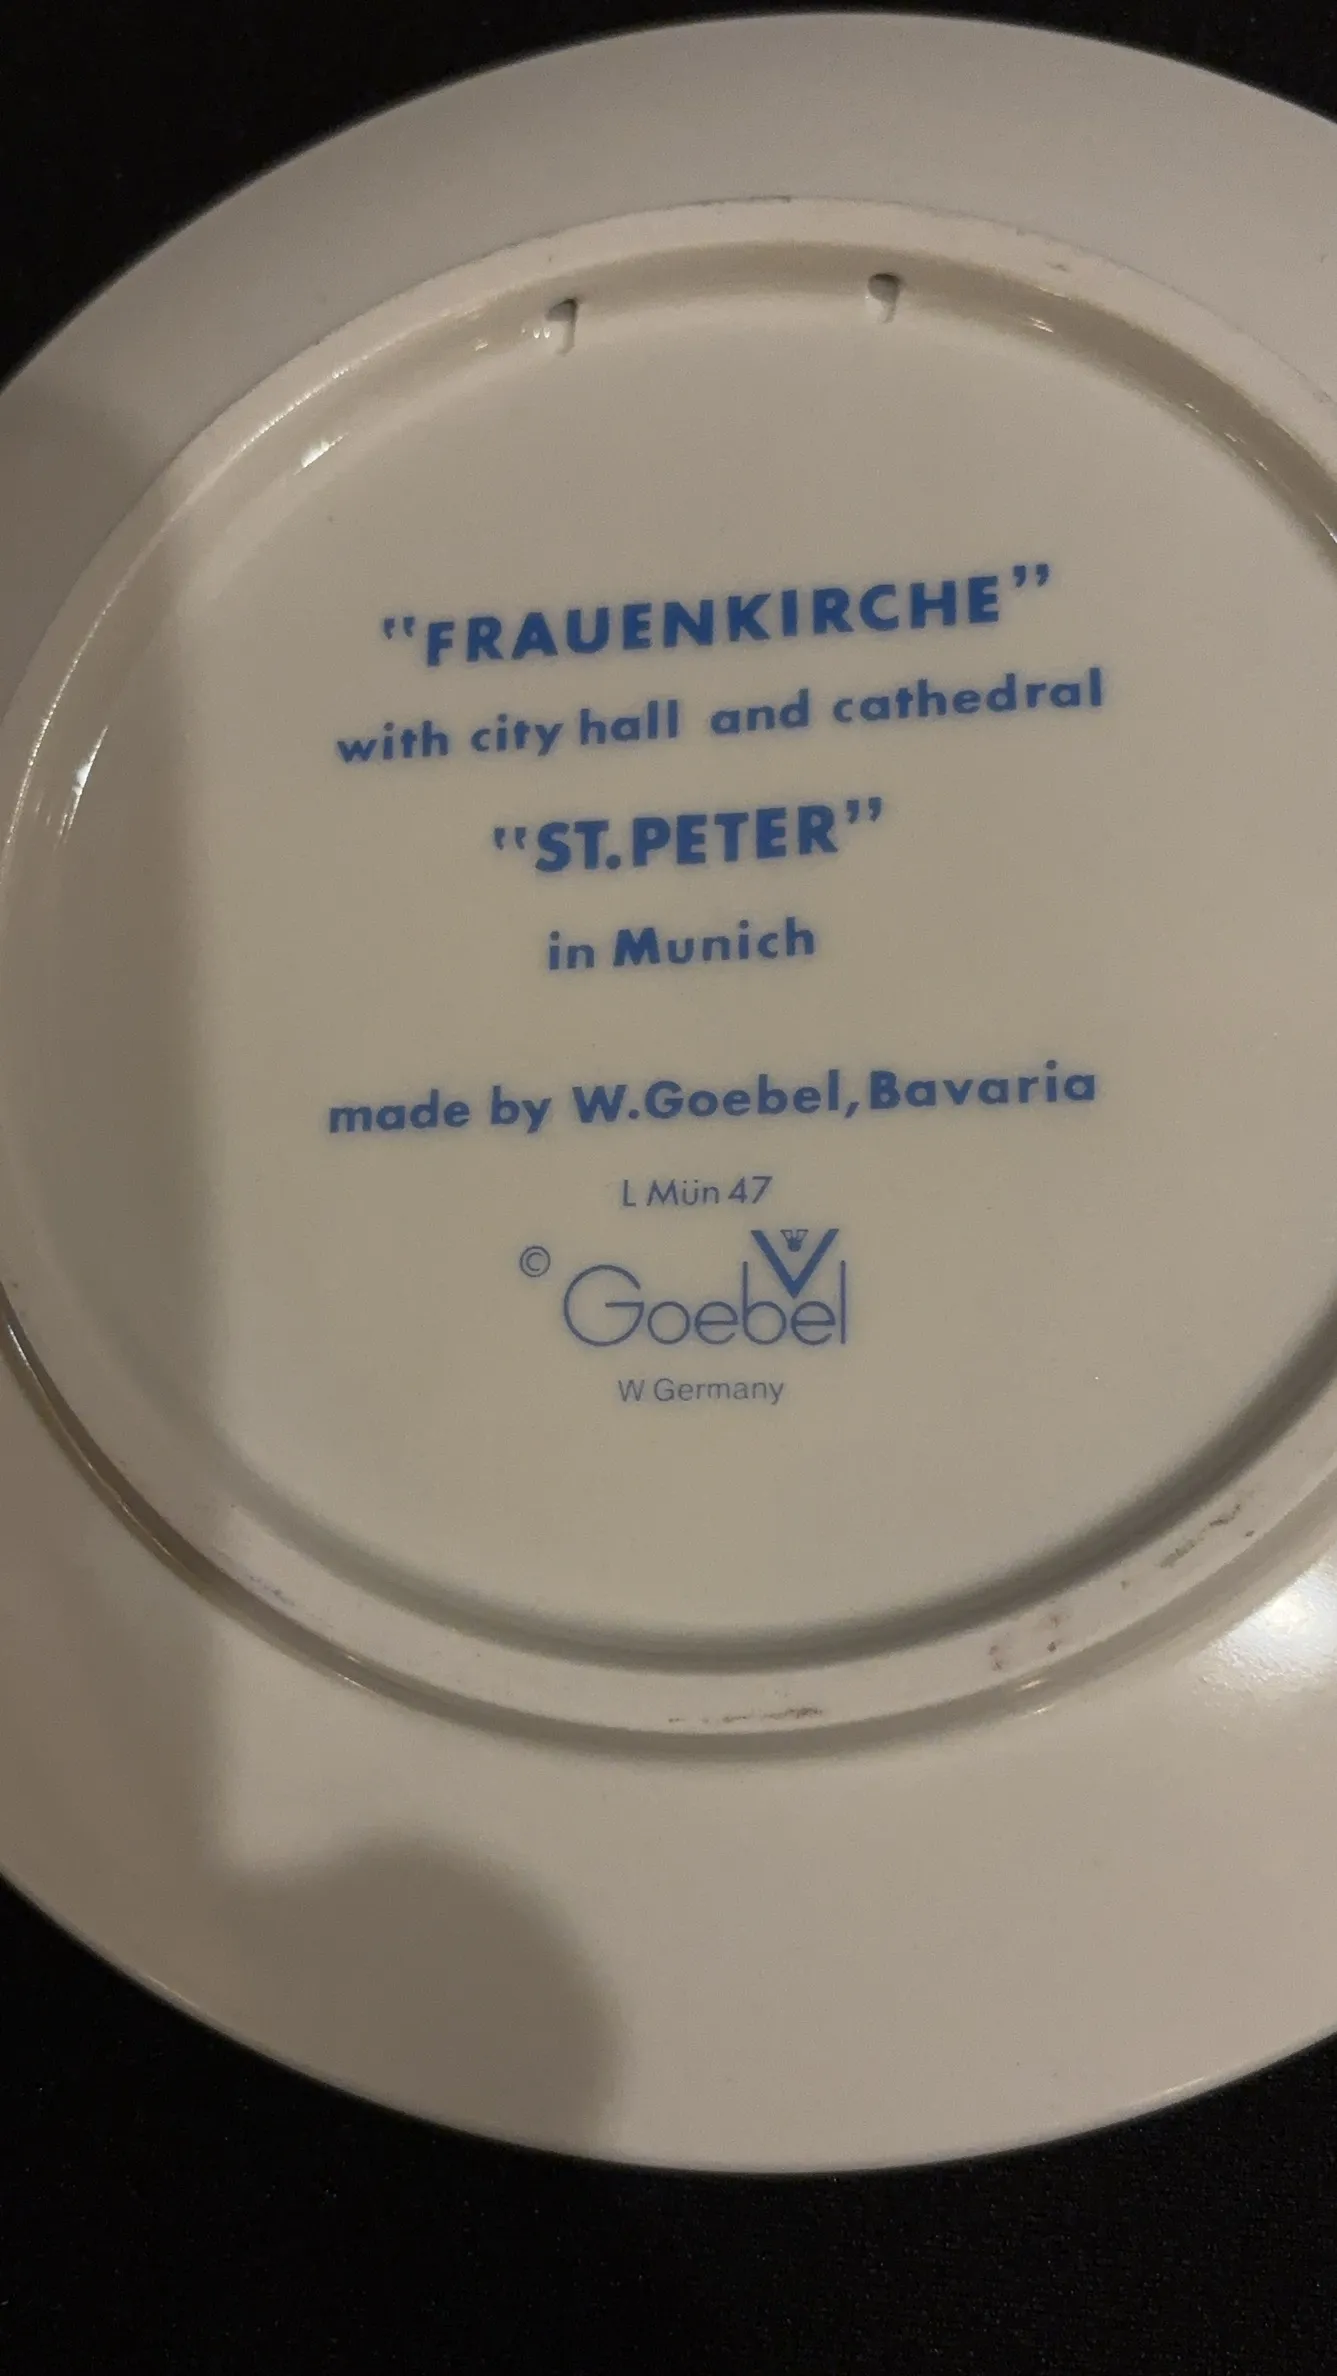 "FRAUENKIRCHE"
with city hall and cathedral
"ST.PETER"
in Munich
made by W.Goebel, Bavaria
L Mün 47
© Goebel
W Germany